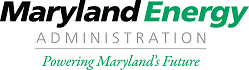 Maryland Energy
ADMINISTRATION
Powering Maryland's Future